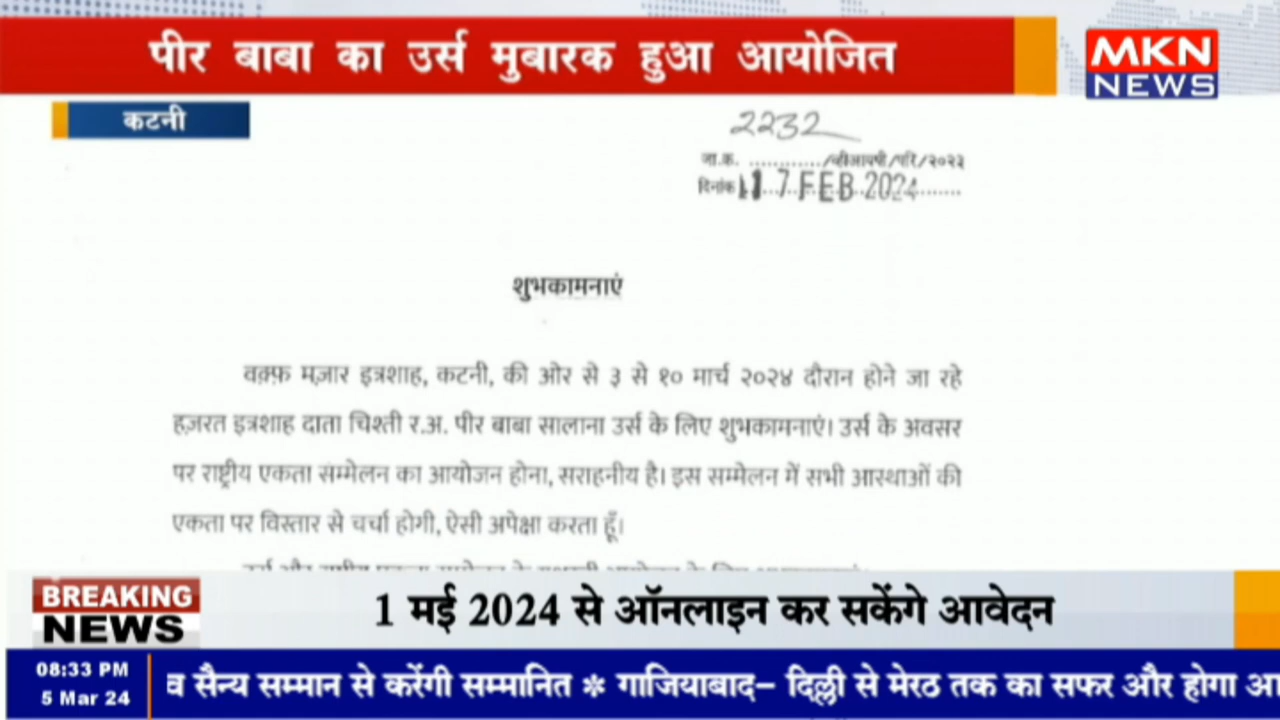 पीर बाबा का उर्स मुबारक हुआ आयोजित
MKN
NEWS
कटनी
2232
जा.क. ............/व्हीआयपी/परि/२०२३
दिनांक 17 FEB 2024
शुभकामनाएं
वक़्फ़ मज़ार इत्रशाह, कटनी, की ओर से ३ से १० मार्च २०२४ दौरान होने जा रहे
हज़रत इत्रशाह दाता चिश्ती र.अ. पीर बाबा सालाना उर्स के लिए शुभकामनाएं। उर्स के अवसर
पर राष्ट्रीय एकता सम्मेलन का आयोजन होना, सराहनीय है। इस सम्मेलन में सभी आस्थाओं की
एकता पर विस्तार से चर्चा होगी, ऐसी अपेक्षा करता हूँ।
BREAKING
NEWS
1 मई 2024 से ऑनलाइन कर सकेंगे आवेदन
08:33 PM
5 Mar 24
व सैन्य सम्मान से करेंगी सम्मानित * गाजियाबाद– दिल्ली से मेरठ तक का सफर और होगा आ